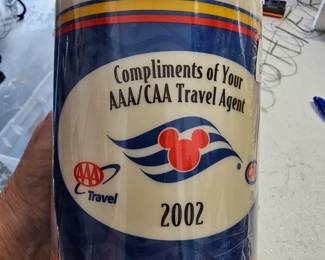 Compliments of Your
AAA/CAA Travel Agent
®
AAA
Travel
2002